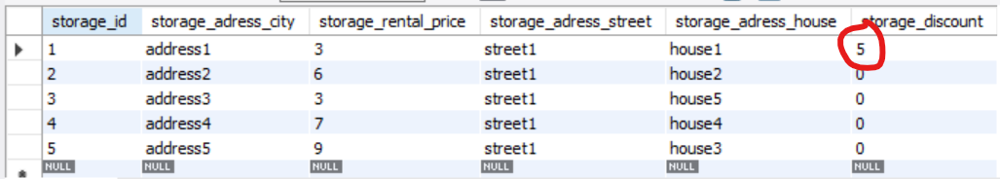 storage_id storage_adress_city storage_rental_price storage_adress_street storage_adress_house storage_discount
1 address1 3 street1 house1 5
2 address2 6 street1 house2 0
3 address3 3 street1 house5 0
4 address4 7 street1 house4 0
5 address5 9 street1 house3 0
NULL NULL NULL NULL NULL NULL